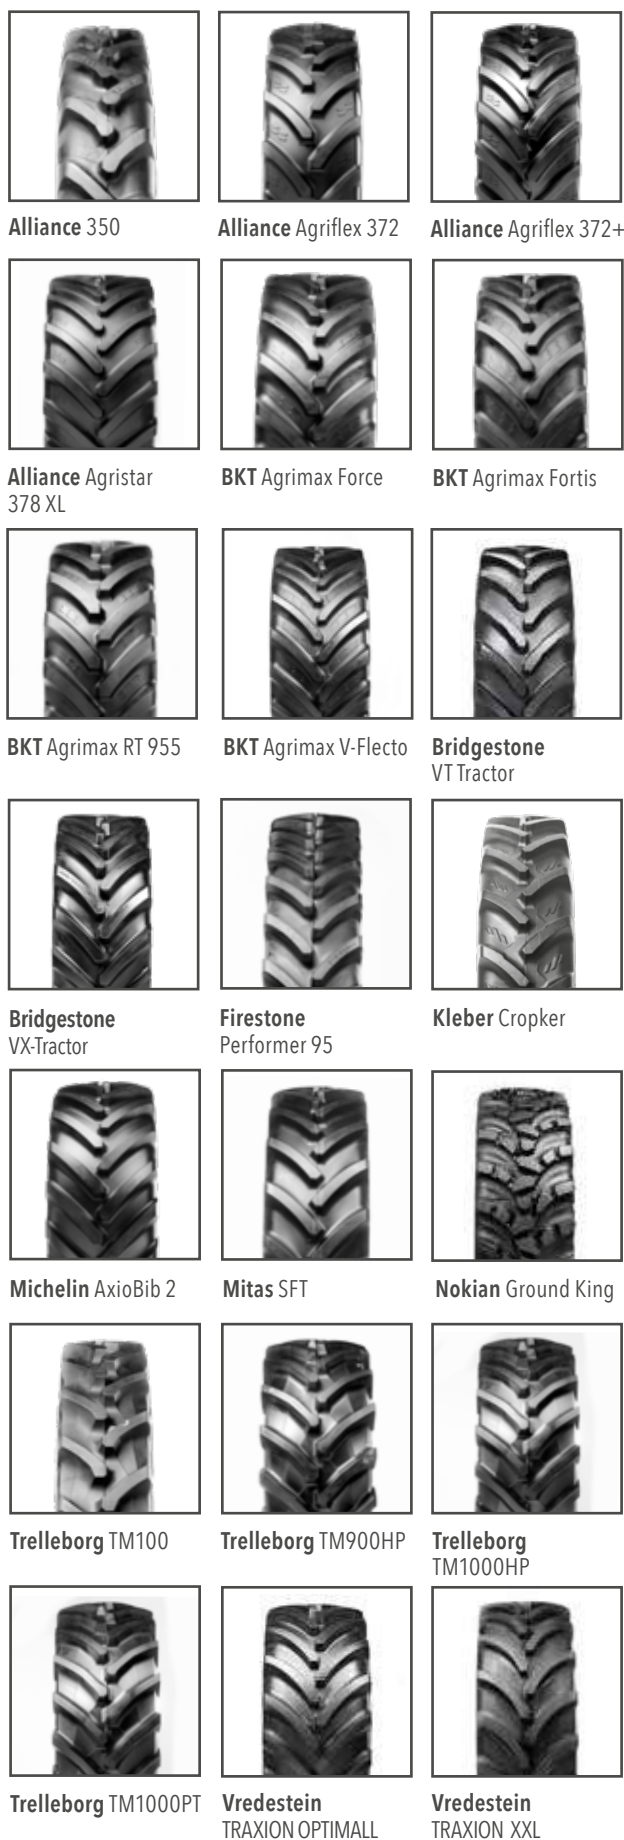 Alliance 350
Alliance Agriflex 372
Alliance Agriflex 372+
Alliance Agristar
378 XL
BKT Agrimax Force
BKT Agrimax Fortis
BKT Agrimax RT 955
BKT Agrimax V-Flecto
Bridgestone
VT Tractor
Bridgestone
VX-Tractor
Firestone
Performer 95
Kleber Cropker
Michelin AxioBib 2
Mitas SFT
Nokian Ground King
Trelleborg TM100
Trelleborg TM900HP
Trelleborg
TM1000HP
Trelleborg TM1000PT
Vredestein
TRAXION OPTIMALL
Vredestein
TRAXION XXL